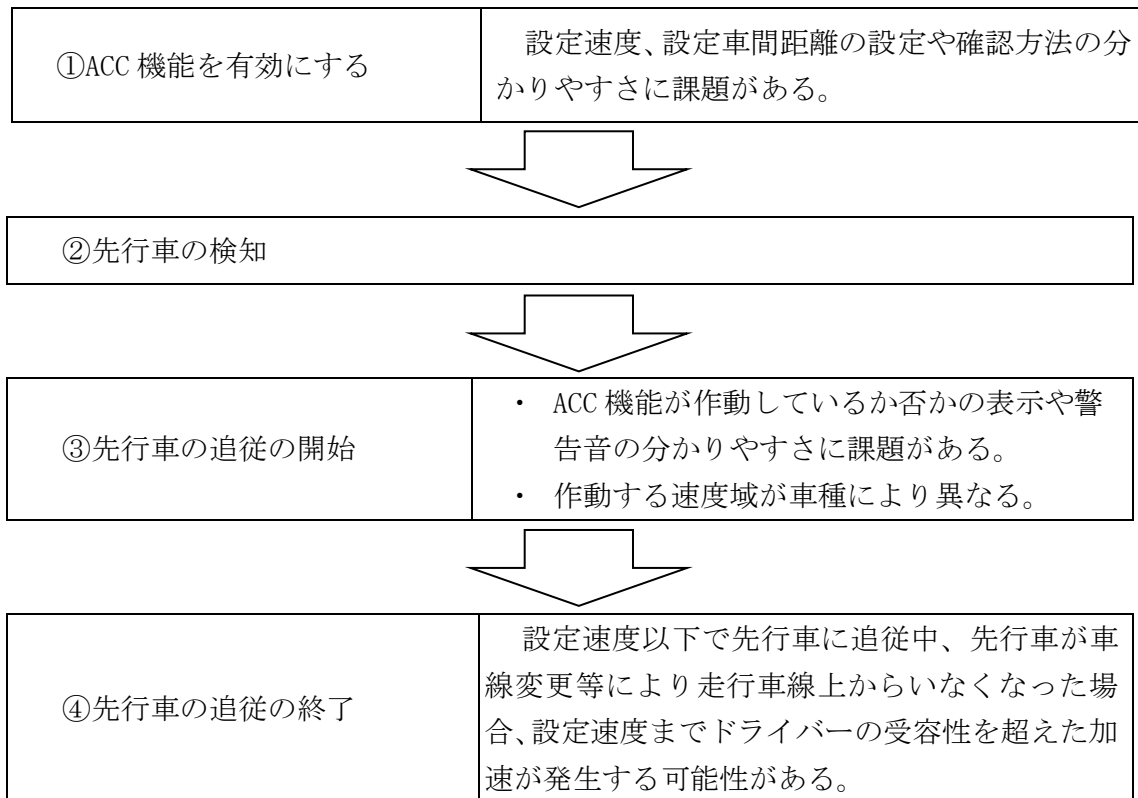 ①ACC 機能を有効にする
設定速度、設定車間距離の設定や確認方法の分
かりやすさに課題がある。
②先行車の検知
③先行車の追従の開始
・ ACC 機能が作動しているか否かの表示や警
告音の分かりやすさに課題がある。
・ 作動する速度域が車種により異なる。
④先行車の追従の終了
設定速度以下で先行車に追従中、先行車が車
線変更等により走行車線上からいなくなった場
合、設定速度までドライバーの受容性を超えた加
速が発生する可能性がある。